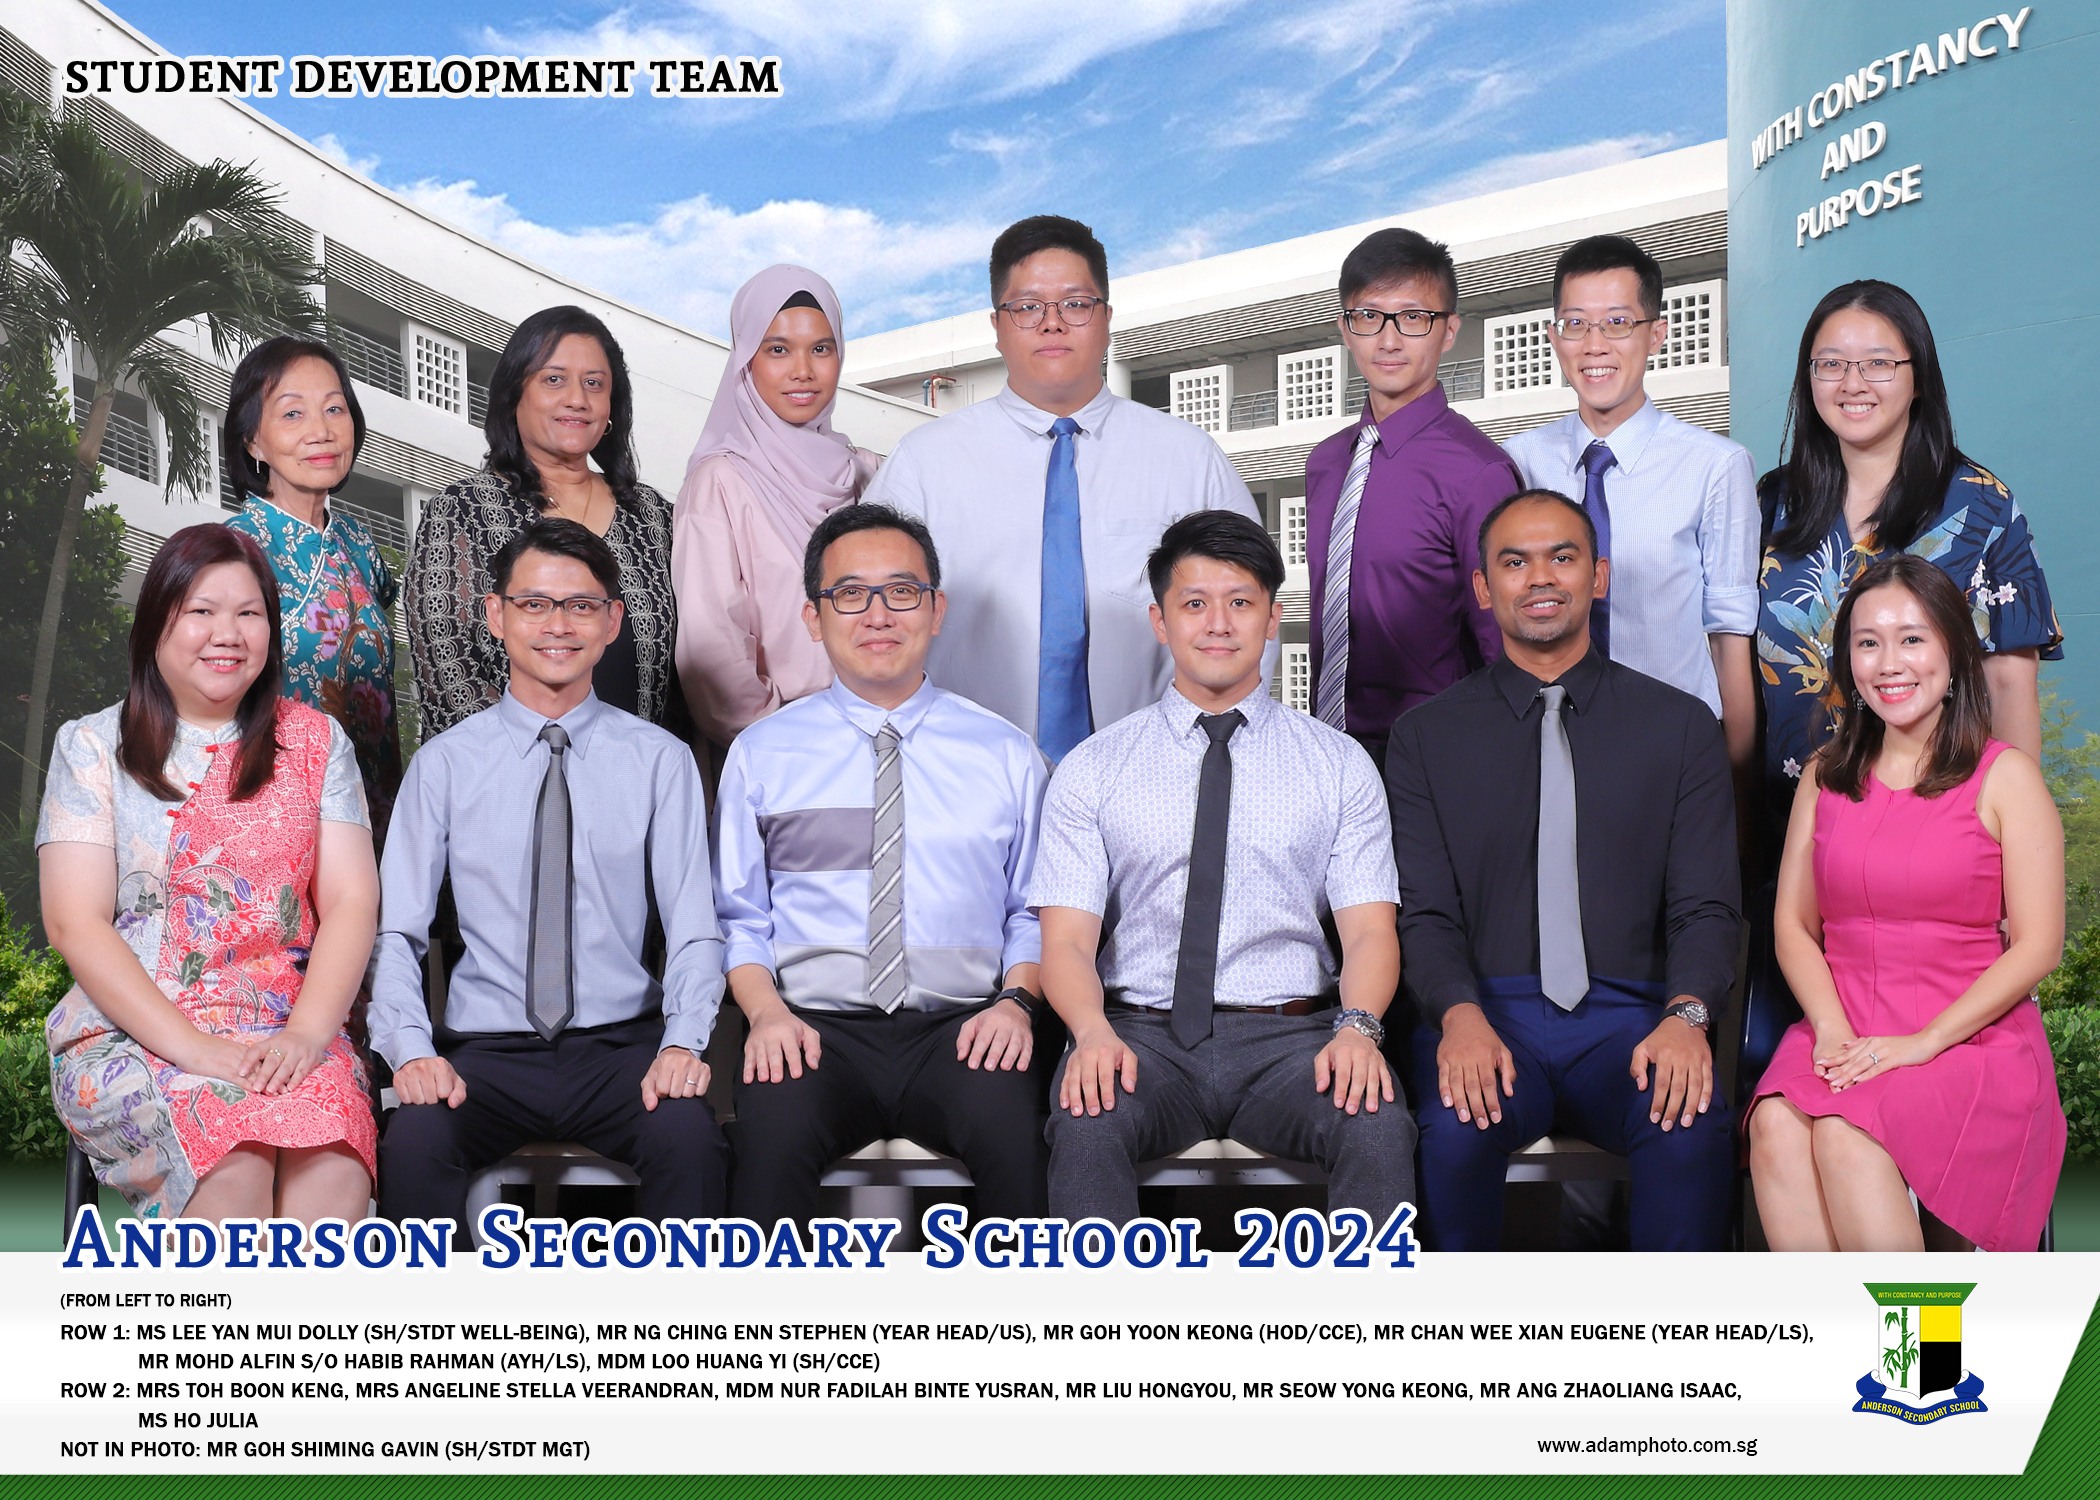 STUDENT DEVELOPMENT TEAM
WITH CONSTANCY
AND
PURPOSE
ANDERSON SECONDARY SCHOOL 2024
(FROM LEFT TO RIGHT)
ROW 1: MS LEE YAN MUI DOLLY (SH/STDT WELL-BEING), MR NG CHING ENN STEPHEN (YEAR HEAD/US), MR GOH YOON KEONG (HOD/CCE), MR CHAN WEE XIAN EUGENE (YEAR HEAD/LS),
MR MOHD ALFIN S/O HABIB RAHMAN (AYH/LS), MDM LOO HUANG YI (SH/CCE)
ROW 2: MRS TOH BOON KENG, MRS ANGELINE STELLA VEERANDRAN, MDM NUR FADILAH BINTE YUSRAN, MR LIU HONGYOU, MR SEOW YONG KEONG, MR ANG ZHAOLIANG ISAAC,
MS HO JULIA
NOT IN PHOTO: MR GOH SHIMING GAVIN (SH/STDT MGT)
www.adamphoto.com.sg
WITH CONSTANCY AND PURPOSE
ANDERSON SECONDARY SCHOOL